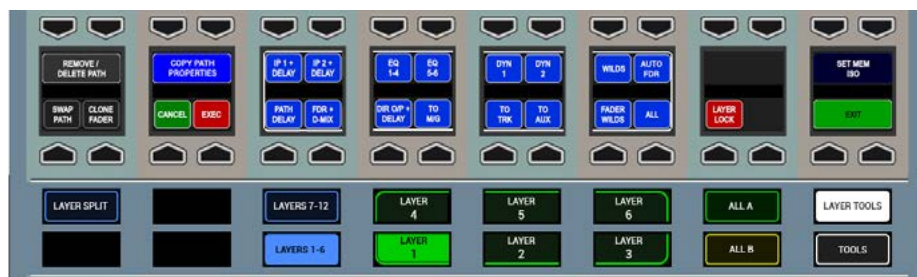 REMOVE /
DELETE PATH
COPY PATH
PROPERTIES
IP 1 +
DELAY
IP 2 +
DELAY
EQ
1-4
EQ
5-6
DYN
1
DYN
2
WILDS
AUTO
FDR
SET MEM
ISO
SWAP
PATH
CLONE
FADER
CANCEL
EXEC
PATH
DELAY
FDR +
D-MIX
DIR O/P +
DELAY
TO
M/G
TO
TRK
TO
AUX
FADER
WILDS
ALL
LAYER
LOCK
EXIT
LAYER SPLIT
LAYERS 7-12
LAYER
4
LAYER
5
LAYER
6
ALL A
LAYER TOOLS
LAYERS 1-6
LAYER
1
LAYER
2
LAYER
3
ALL B
TOOLS